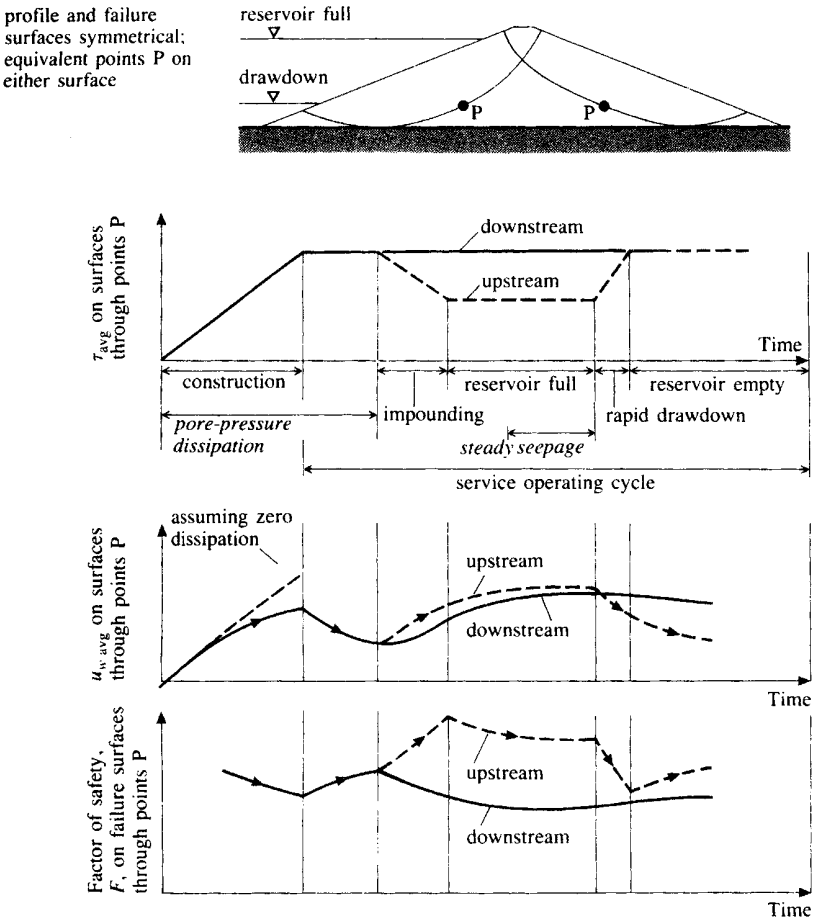 profile and failure
surfaces symmetrical;
equivalent points P on
either surface
reservoir full
drawdown
P
P
τavg on surfaces
through points P
downstream
upstream
Time
construction
reservoir full
reservoir empty
impounding
rapid drawdown
pore-pressure
dissipation
steady seepage
service operating cycle
uw avg on surfaces
through points P
assuming zero
dissipation
upstream
downstream
Time
Factor of safety,
F, on failure surfaces
through points P
upstream
downstream
Time